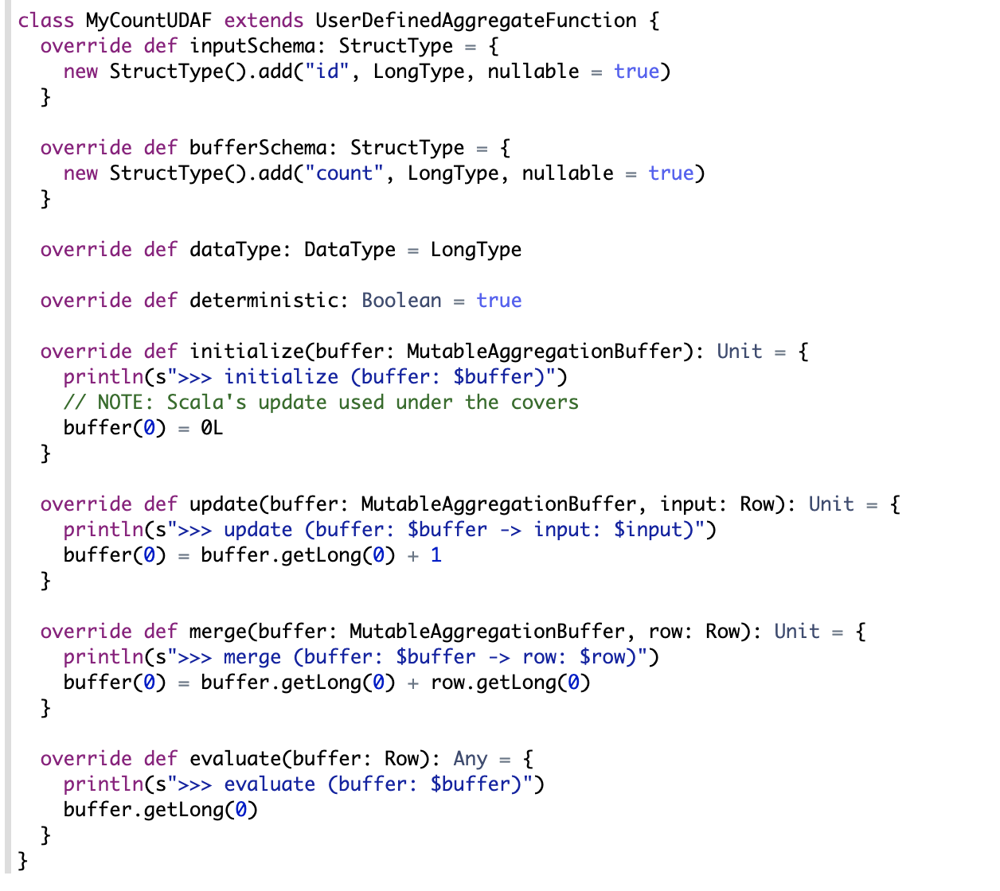 class MyCountUDAF extends UserDefinedAggregateFunction {
  override def inputSchema: StructType = {
    new StructType().add("id", LongType, nullable = true)
  }

  override def bufferSchema: StructType = {
    new StructType().add("count", LongType, nullable = true)
  }

  override def dataType: DataType = LongType

  override def deterministic: Boolean = true

  override def initialize(buffer: MutableAggregationBuffer): Unit = {
    println(s">>> initialize (buffer: $buffer)")
    // NOTE: Scala's update used under the covers
    buffer(0) = 0L
  }

  override def update(buffer: MutableAggregationBuffer, input: Row): Unit = {
    println(s">>> update (buffer: $buffer -> input: $input)")
    buffer(0) = buffer.getLong(0) + 1
  }

  override def merge(buffer: MutableAggregationBuffer, row: Row): Unit = {
    println(s">>> merge (buffer: $buffer -> row: $row)")
    buffer(0) = buffer.getLong(0) + row.getLong(0)
  }

  override def evaluate(buffer: Row): Any = {
    println(s">>> evaluate (buffer: $buffer)")
    buffer.getLong(0)
  }
}